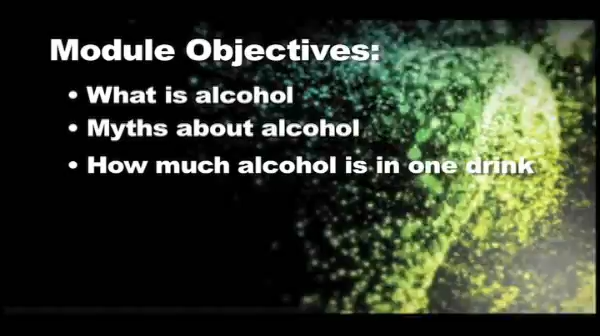 Module Objectives:
• What is alcohol
• Myths about alcohol
• How much alcohol is in one drink